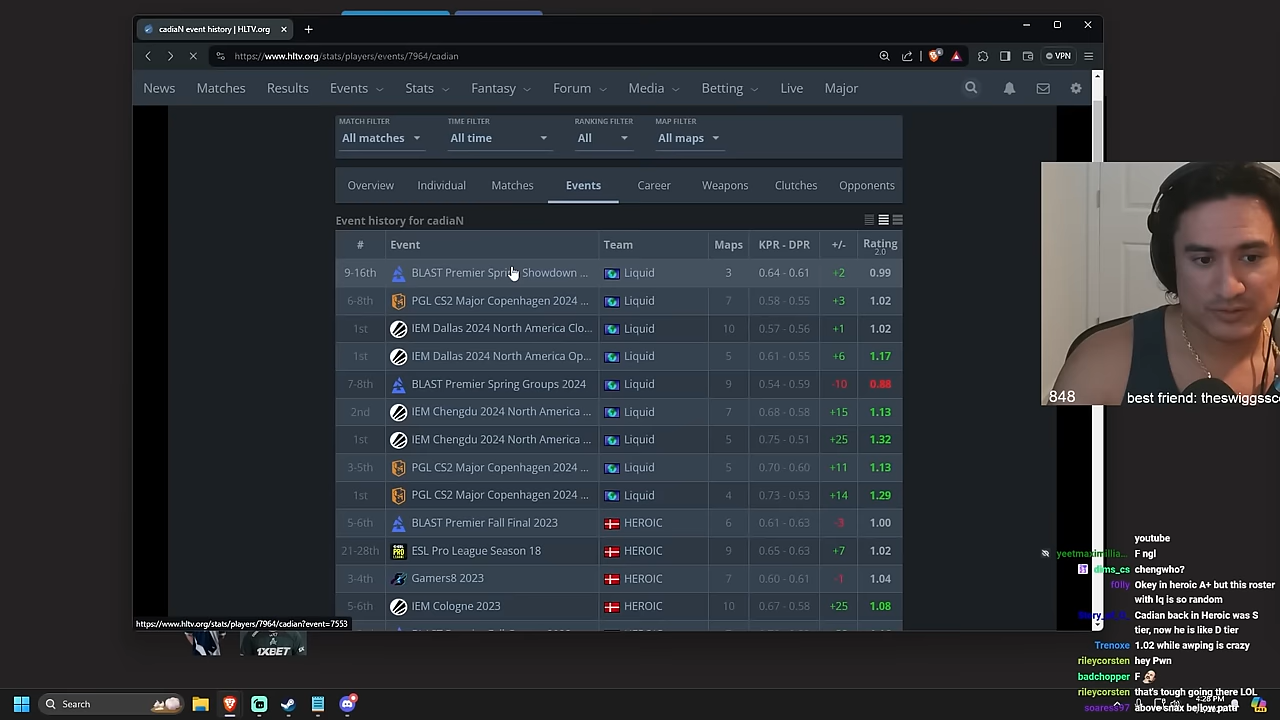 cadiaN event history | HLTV.org
https://www.hltv.org/stats/players/events/7964/cadian
VPN
News Matches Results Events Stats Fantasy Forum Media Betting Live Major
MATCH FILTER TIME FILTER RANKING FILTER MAP FILTER
All matches All time All All maps
Overview Individual Matches Events Career Weapons Clutches Opponents
Event history for cadiaN
# Event Team Maps KPR - DPR +/- Rating 2.0
9-16th BLAST Premier Spring Showdown ... Liquid 3 0.64 - 0.61 +2 0.99
6-8th PGL CS2 Major Copenhagen 2024 ... Liquid 7 0.58 - 0.55 +3 1.02
1st IEM Dallas 2024 North America Clo... Liquid 10 0.57 - 0.56 +1 1.02
1st IEM Dallas 2024 North America Op... Liquid 5 0.61 - 0.55 +6 1.17
7-8th BLAST Premier Spring Groups 2024 Liquid 9 0.54 - 0.59 -10 0.88
2nd IEM Chengdu 2024 North America ... Liquid 7 0.68 - 0.58 +15 1.13
1st IEM Chengdu 2024 North America ... Liquid 5 0.75 - 0.51 +25 1.32
3-5th PGL CS2 Major Copenhagen 2024 ... Liquid 5 0.70 - 0.60 +11 1.13
1st PGL CS2 Major Copenhagen 2024 ... Liquid 4 0.73 - 0.53 +14 1.29
5-6th BLAST Premier Fall Final 2023 HEROIC 6 0.61 - 0.63 -3 1.00
21-28th ESL Pro League Season 18 HEROIC 9 0.65 - 0.63 +7 1.02
3-4th Gamers8 2023 HEROIC 7 0.60 - 0.61 -1 1.04
5-6th IEM Cologne 2023 HEROIC 10 0.67 - 0.58 +25 1.08
https://www.hltv.org/stats/players/7964/cadian?event=7553
1XBET
848
best friend: theswiggssc
youtube
yeetmaximillia... F ngl
dims_cs chengwho?
f0lly Okey in heroic A+ but this roster
with Iq is so random
Cadian back in Heroic was S
tier, now he is like D tier
Trenoxe 1.02 while awping is crazy
rileycorsten hey Pwn
badchopper F
rileycorsten that's tough going there LOL
soaress97 above snax below
Search
4:28 PM